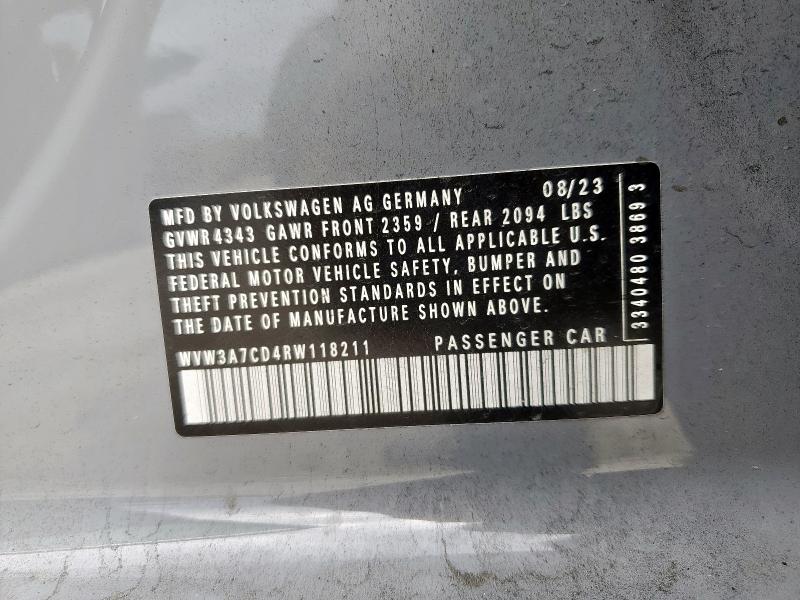 MFD BY VOLKSWAGEN AG GERMANY 08/23
GVWR 4343 GAWR FRONT 2359 / REAR 2094 LBS
THIS VEHICLE CONFORMS TO ALL APPLICABLE U.S.
FEDERAL MOTOR VEHICLE SAFETY, BUMPER AND
THEFT PREVENTION STANDARDS IN EFFECT ON
THE DATE OF MANUFACTURE SHOWN ABOVE.
WVW3A7CD4RW118211 PASSENGER CAR
3340480 3869 3